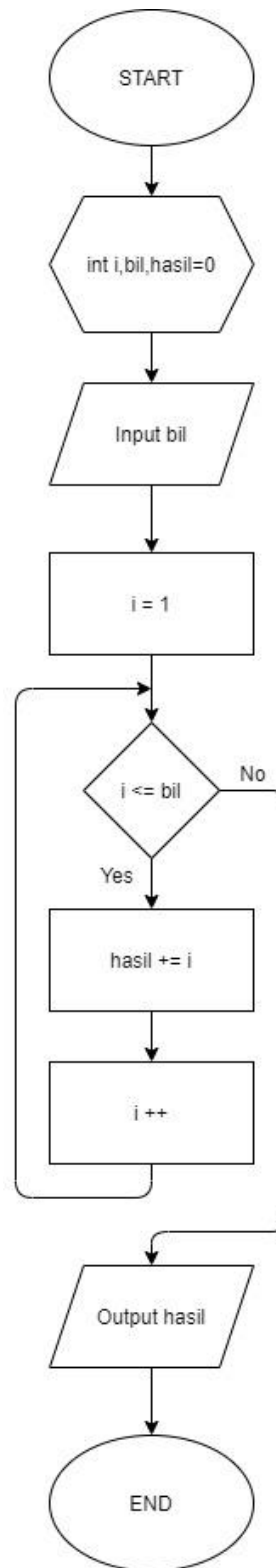 START
int i,bil,hasil=0
Input bil
i = 1
i <= bil
No
Yes
hasil += i
i ++
Output hasil
END